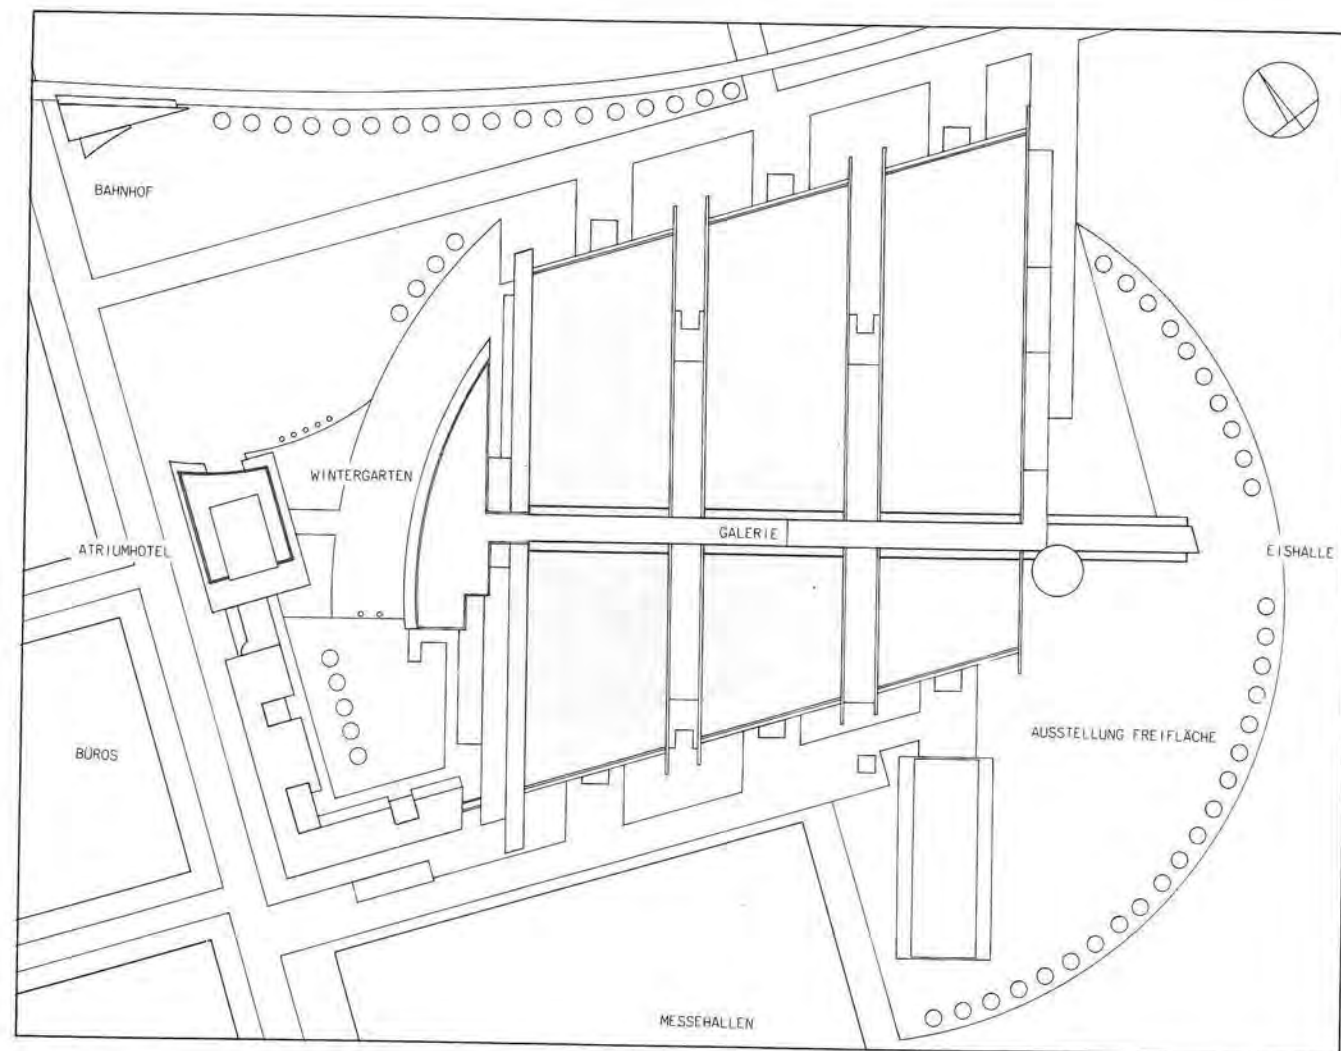 BAHNHOF
WINTERGARTEN
GALERIE
ATRIUMHOTEL
EISHALLE
AUSSTELLUNG FREIFLÄCHE
BÜROS
MESSEHALLEN